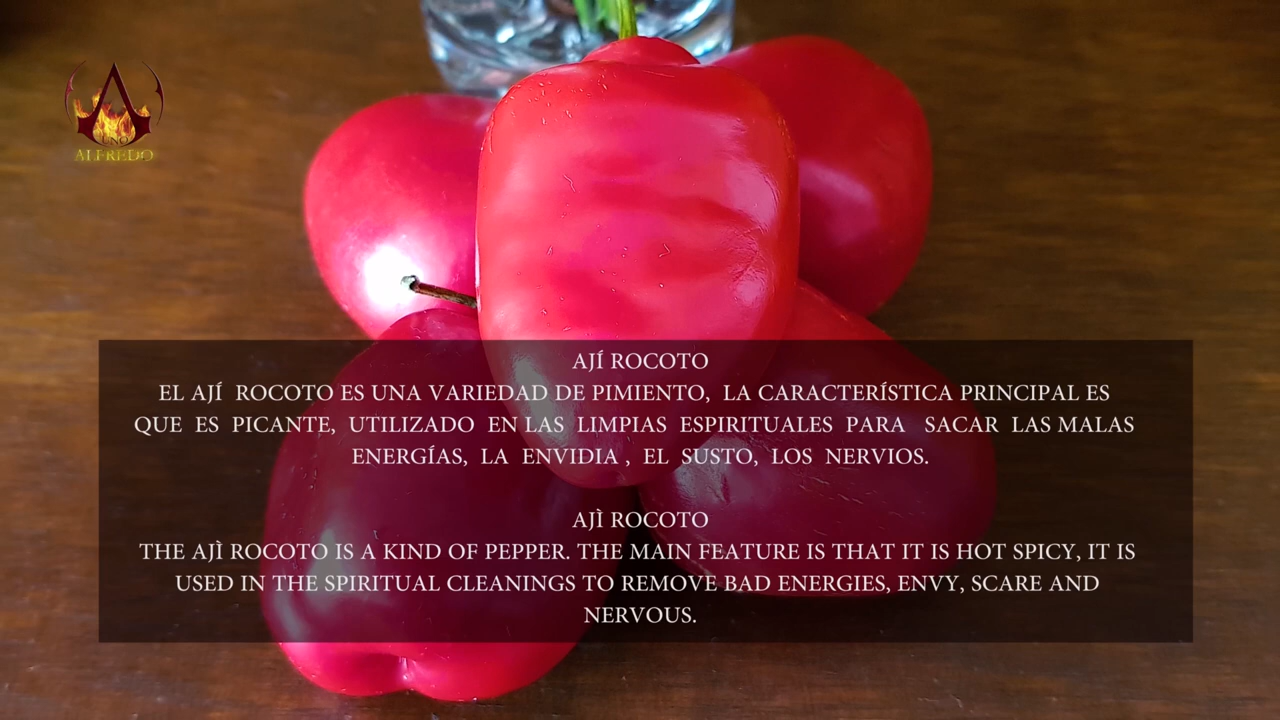 UNO
ALFREDO
AJÍ ROCOTO
EL AJÍ ROCOTO ES UNA VARIEDAD DE PIMIENTO, LA CARACTERÍSTICA PRINCIPAL ES
QUE ES PICANTE, UTILIZADO EN LAS LIMPIAS ESPIRITUALES PARA SACAR LAS MALAS
ENERGÍAS, LA ENVIDIA , EL SUSTO, LOS NERVIOS.
AJÌ ROCOTO
THE AJÌ ROCOTO IS A KIND OF PEPPER. THE MAIN FEATURE IS THAT IT IS HOT SPICY, IT IS
USED IN THE SPIRITUAL CLEANINGS TO REMOVE BAD ENERGIES, ENVY, SCARE AND
NERVOUS.